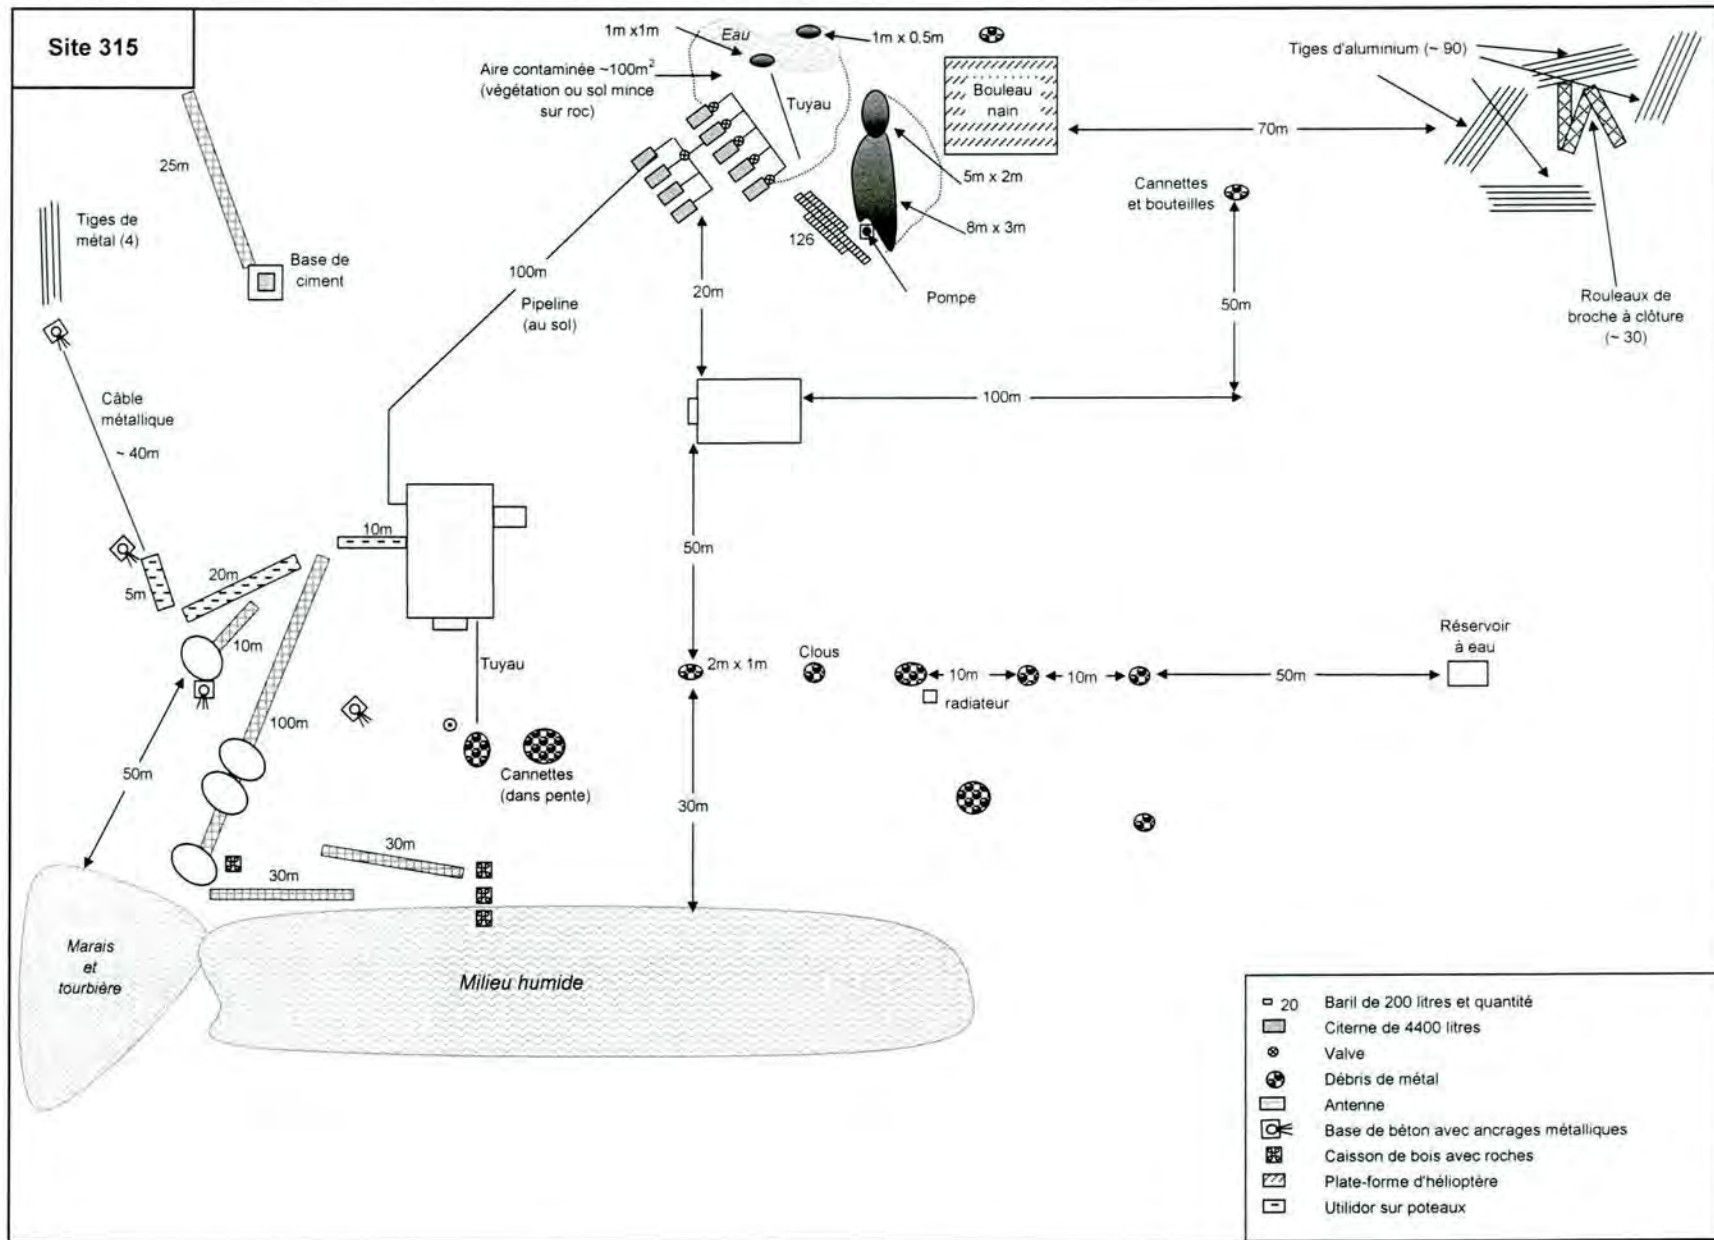 Site 315
1m x1m
Eau
1m x 0.5m
Aire contaminée ~100m²
(végétation ou sol mince
sur roc)
Tuyau
Bouleau
nain
Tiges d'aluminium (~ 90)
70m
25m
5m x 2m
Cannettes
et bouteilles
Tiges de
métal (4)
126
8m x 3m
Base de
ciment
100m
Pipeline
(au sol)
20m
Pompe
50m
Rouleaux de
broche à clôture
(~ 30)
Câble
métallique
~ 40m
100m
10m
50m
20m
5m
10m
Tuyau
2m x 1m
Clous
10m
10m
50m
Réservoir
à eau
radiateur
100m
50m
Cannettes
(dans pente)
30m
30m
30m
Marais
et
tourbière
Milieu humide
20 Baril de 200 litres et quantité
Citerne de 4400 litres
Valve
Débris de métal
Antenne
Base de béton avec ancrages métalliques
Caisson de bois avec roches
Plate-forme d'hélioptère
Utilidor sur poteaux